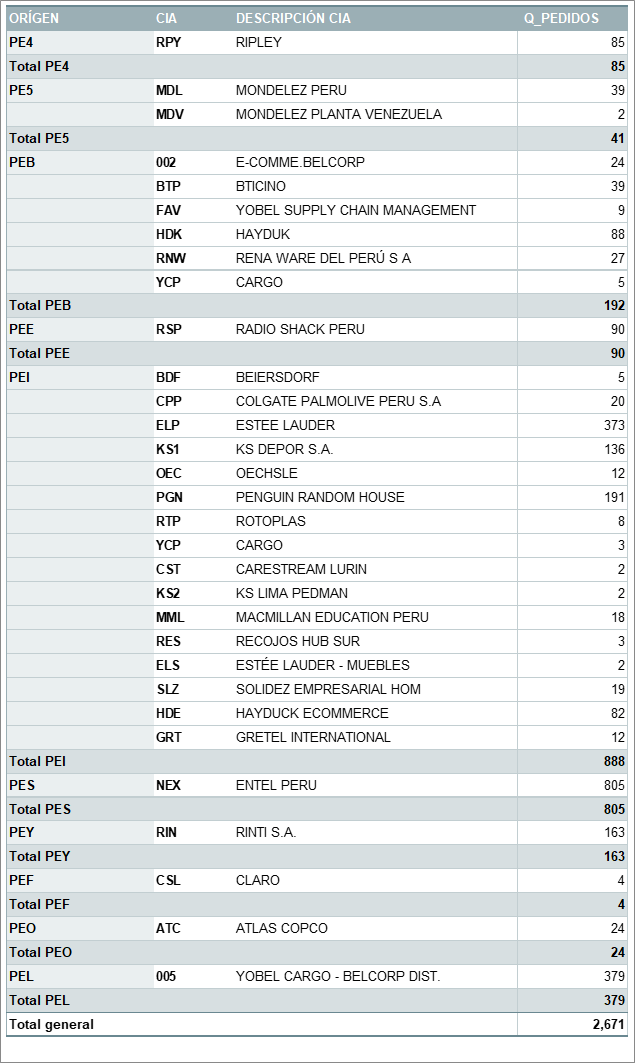 ORÍGEN CIA DESCRIPCIÓN CIA Q_PEDIDOS
PE4 RPY RIPLEY 85
Total PE4 85
PE5 MDL MONDELEZ PERU 39
MDV MONDELEZ PLANTA VENEZUELA 2
Total PE5 41
PEB 002 E-COMME.BELCORP 24
BTP BTICINO 39
FAV YOBEL SUPPLY CHAIN MANAGEMENT 9
HDK HAYDUK 88
RNW RENA WARE DEL PERÚ S A 27
YCP CARGO 5
Total PEB 192
PEE RSP RADIO SHACK PERU 90
Total PEE 90
PEI BDF BEIERSDORF 5
CPP COLGATE PALMOLIVE PERU S.A 20
ELP ESTEE LAUDER 373
KS1 KS DEPOR S.A. 136
OEC OECHSLE 12
PGN PENGUIN RANDOM HOUSE 191
RTP ROTOPLAS 8
YCP CARGO 3
CST CARESTREAM LURIN 2
KS2 KS LIMA PEDMAN 2
MML MACMILLAN EDUCATION PERU 18
RES RECOJOS HUB SUR 3
ELS ESTÉE LAUDER - MUEBLES 2
SLZ SOLIDEZ EMPRESARIAL HOM 19
HDE HAYDUCK ECOMMERCE 82
GRT GRETEL INTERNATIONAL 12
Total PEI 888
PES NEX ENTEL PERU 805
Total PES 805
PEY RIN RINTI S.A. 163
Total PEY 163
PEF CSL CLARO 4
Total PEF 4
PEO ATC ATLAS COPCO 24
Total PEO 24
PEL 005 YOBEL CARGO - BELCORP DIST. 379
Total PEL 379
Total general 2,671